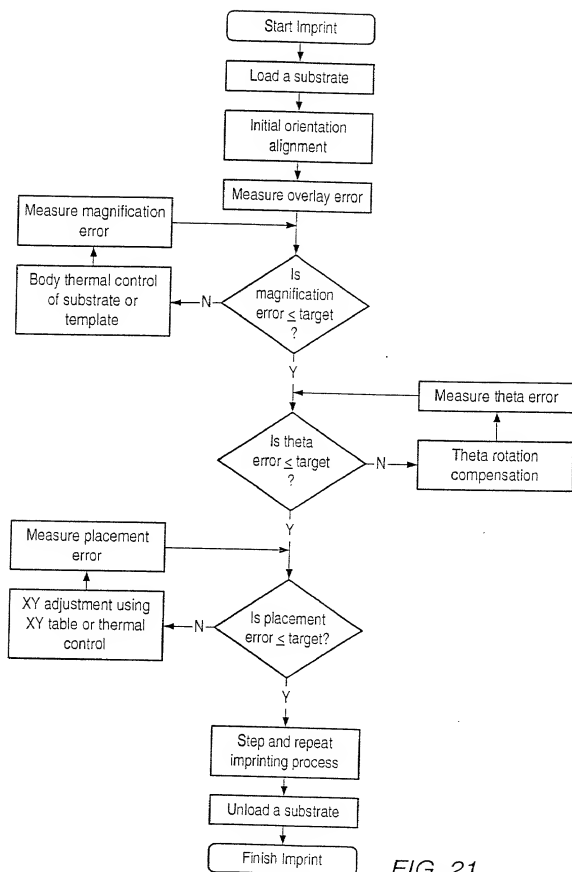 Start Imprint
Load a substrate
Initial orientation
alignment
Measure overlay error
Measure magnification
error
Body thermal control
of substrate or
template
N
Is
magnification
error ≤ target
?
Y
Measure theta error
Is theta
error ≤ target
?
N
Theta rotation
compensation
Y
Measure placement
error
XY adjustment using
XY table or thermal
control
N
Is placement
error ≤ target?
Y
Step and repeat
imprinting process
Unload a substrate
Finish Imprint
FIG. 21